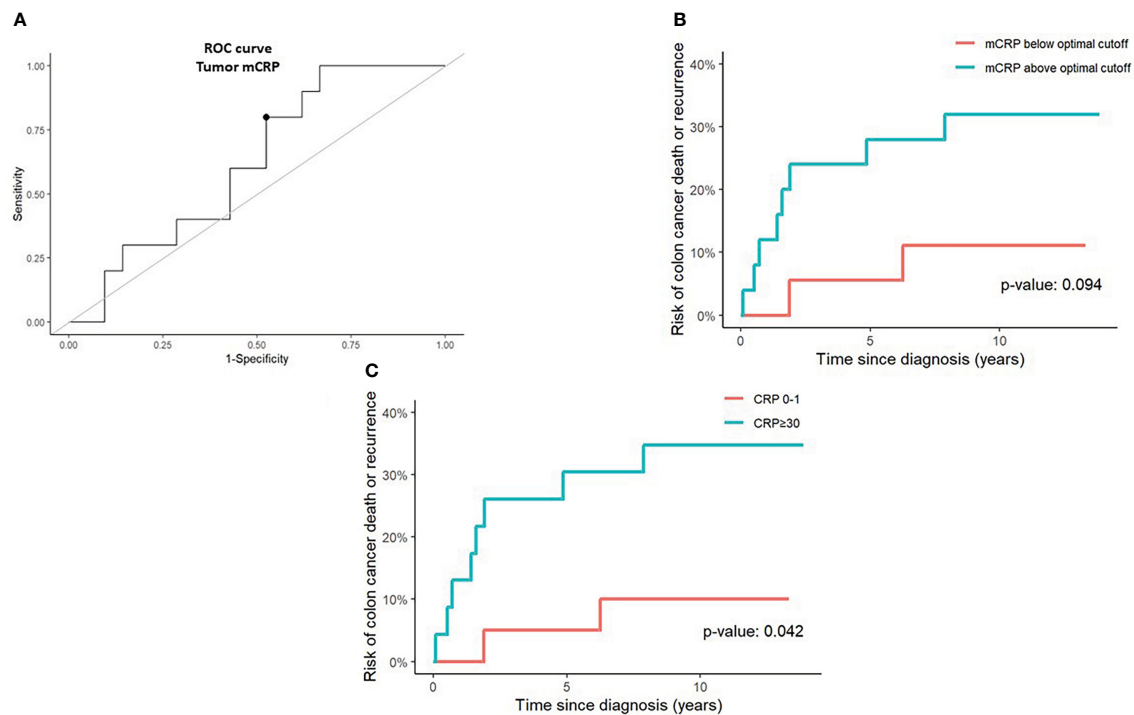 A
ROC curve
Tumor mCRP
1.00
0.75
0.50
0.25
0.00
Sensitivity
0.00
0.25
0.50
0.75
1.00
1-Specificity
B
mCRP below optimal cutoff
mCRP above optimal cutoff
40%
30%
20%
10%
0%
Risk of colon cancer death or recurrence
p-value: 0.094
0
5
10
Time since diagnosis (years)
C
CRP 0-1
CRP≥30
40%
30%
20%
10%
0%
Risk of colon cancer death or recurrence
p-value: 0.042
0
5
10
Time since diagnosis (years)